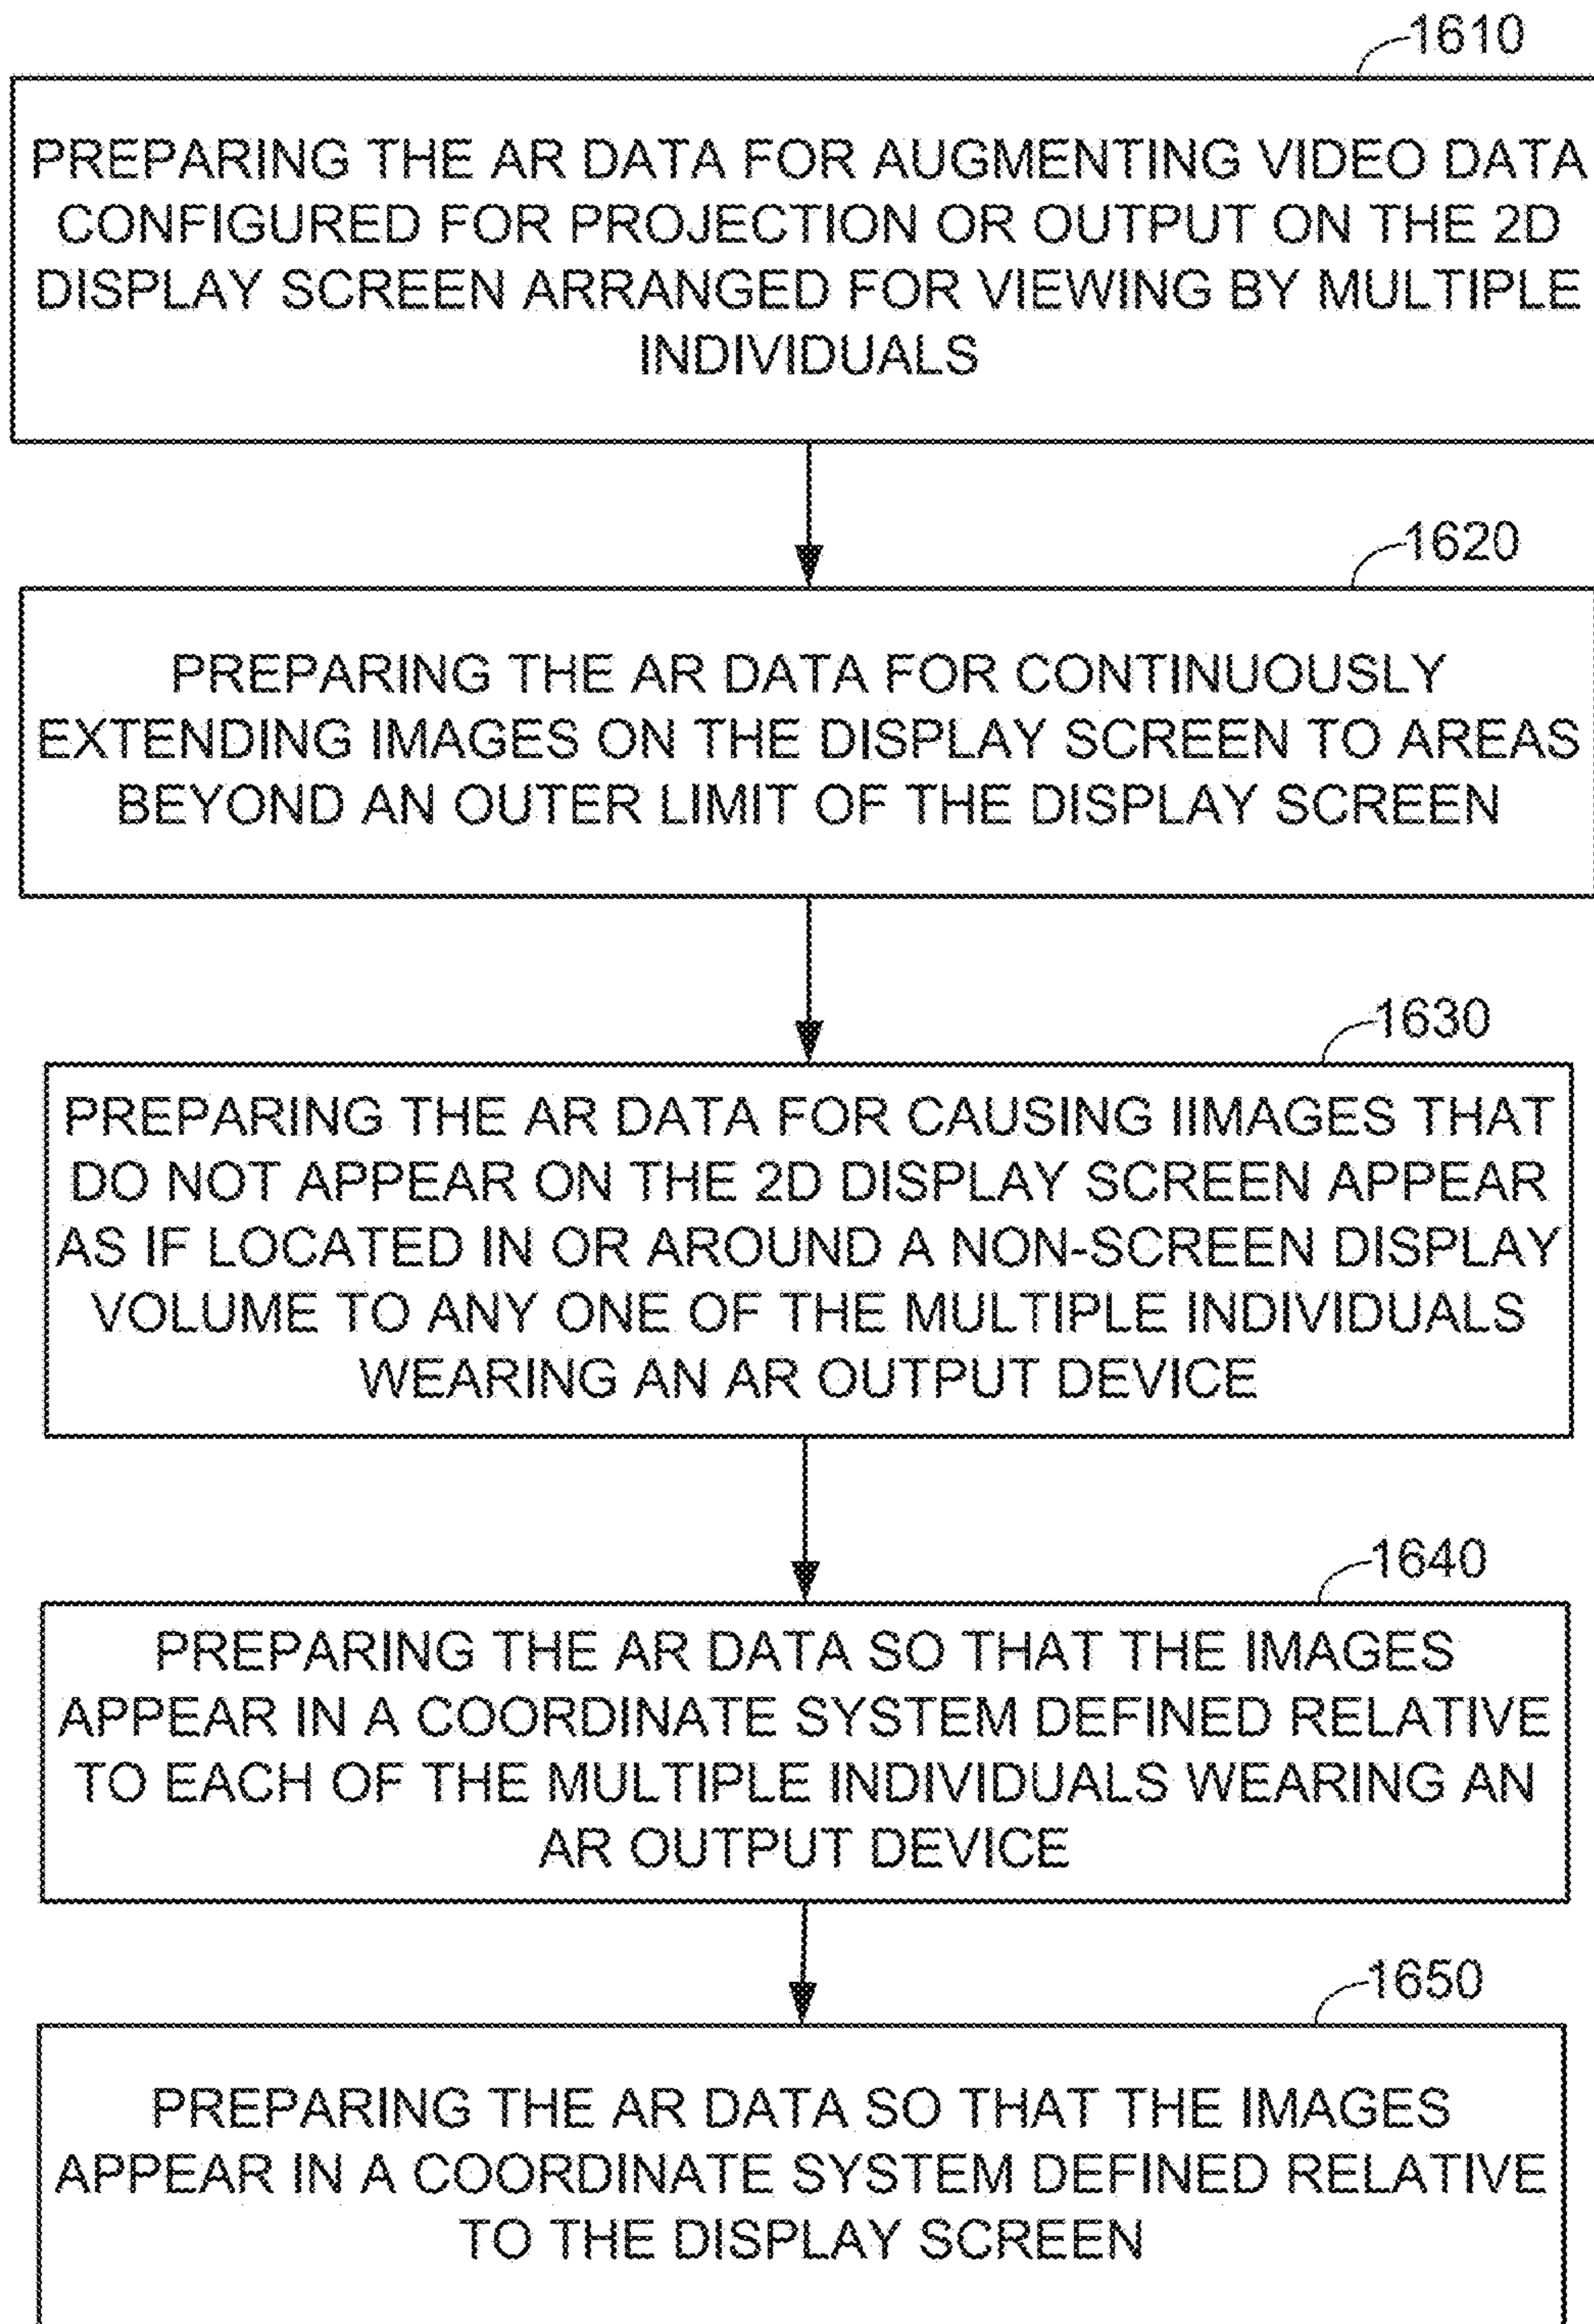 1610
PREPARING THE AR DATA FOR AUGMENTING VIDEO DATA
CONFIGURED FOR PROJECTION OR OUTPUT ON THE 2D
DISPLAY SCREEN ARRANGED FOR VIEWING BY MULTIPLE
INDIVIDUALS
1620
PREPARING THE AR DATA FOR CONTINUOUSLY
EXTENDING IMAGES ON THE DISPLAY SCREEN TO AREAS
BEYOND AN OUTER LIMIT OF THE DISPLAY SCREEN
1630
PREPARING THE AR DATA FOR CAUSING IIMAGES THAT
DO NOT APPEAR ON THE 2D DISPLAY SCREEN APPEAR
AS IF LOCATED IN OR AROUND A NON-SCREEN DISPLAY
VOLUME TO ANY ONE OF THE MULTIPLE INDIVIDUALS
WEARING AN AR OUTPUT DEVICE
1640
PREPARING THE AR DATA SO THAT THE IMAGES
APPEAR IN A COORDINATE SYSTEM DEFINED RELATIVE
TO EACH OF THE MULTIPLE INDIVIDUALS WEARING AN
AR OUTPUT DEVICE
1650
PREPARING THE AR DATA SO THAT THE IMAGES
APPEAR IN A COORDINATE SYSTEM DEFINED RELATIVE
TO THE DISPLAY SCREEN